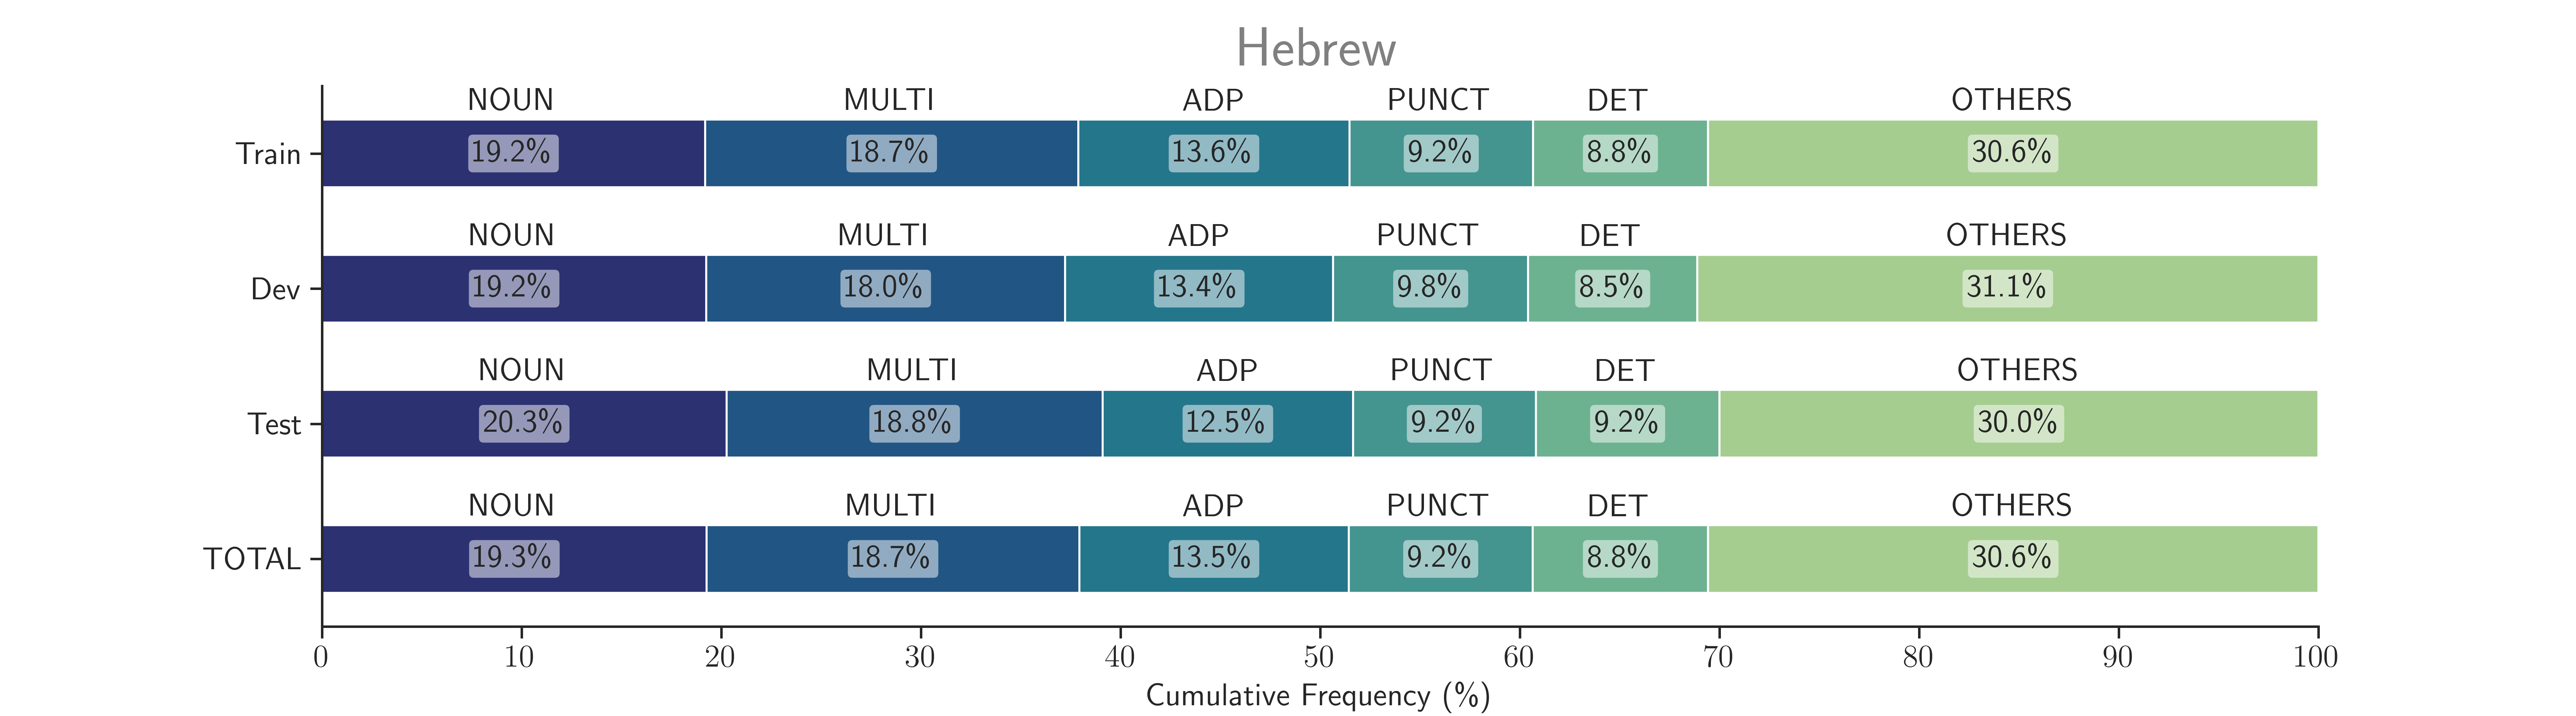 Hebrew
NOUN MULTI ADP PUNCT DET OTHERS
Train 19.2% 18.7% 13.6% 9.2% 8.8% 30.6%
NOUN MULTI ADP PUNCT DET OTHERS
Dev 19.2% 18.0% 13.4% 9.8% 8.5% 31.1%
NOUN MULTI ADP PUNCT DET OTHERS
Test 20.3% 18.8% 12.5% 9.2% 9.2% 30.0%
NOUN MULTI ADP PUNCT DET OTHERS
TOTAL 19.3% 18.7% 13.5% 9.2% 8.8% 30.6%
0 10 20 30 40 50 60 70 80 90 100
Cumulative Frequency (%)